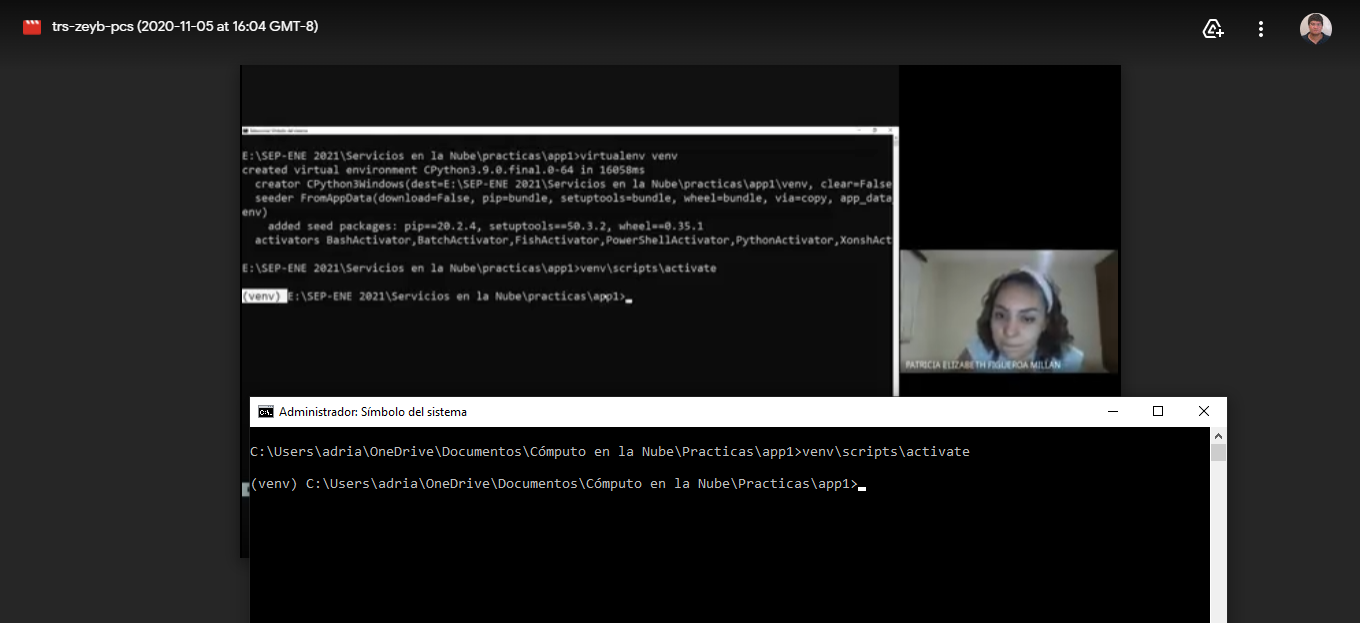 trs-zeyb-pcs (2020-11-05 at 16:04 GMT-8)
E:\SEP-ENE 2021\Servicios en la Nube\practicas\app1>virtualenv venv
created virtual environment CPython3.9.0.final.0-64 in 16058ms
creator CPython3Windows(dest=E:\SEP-ENE 2021\Servicios en la Nube\practicas\app1\venv, clear=False
seeder FromAppData(download=False, pip=bundle, setuptools=bundle, wheel=bundle, via=copy, app_data
env)
added seed packages: pip==20.2.4, setuptools==50.3.2, wheel==0.35.1
activators BashActivator,BatchActivator,FishActivator,PowerShellActivator,PythonActivator,XonshAct
E:\SEP-ENE 2021\Servicios en la Nube\practicas\app1>venv\scripts\activate
(venv) E:\SEP-ENE 2021\Servicios en la Nube\practicas\app1>
PATRICIA ELIZABETH FIGUEROA MILLAN
Administrador: Símbolo del sistema
C:\Users\adria\OneDrive\Documentos\Cómputo en la Nube\Practicas\app1>venv\scripts\activate
(venv) C:\Users\adria\OneDrive\Documentos\Cómputo en la Nube\Practicas\app1>